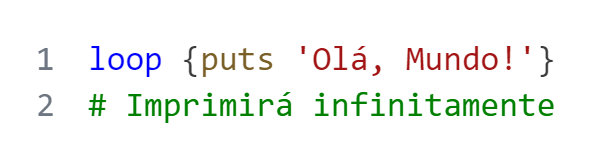 1 loop {puts 'Olá, Mundo!'}
2 # Imprimirá infinitamente